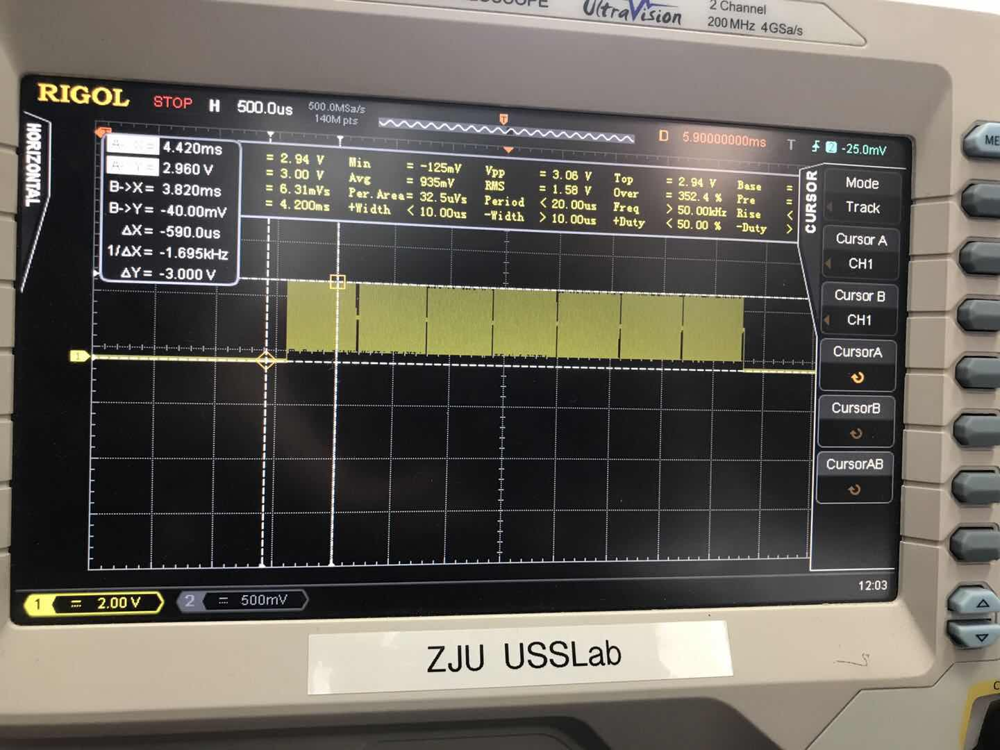 UltraVision
2 Channel
200 MHz 4GSa/s
RIGOL
STOP
H 500.0us
500.0MSa/s
140M pts
T
D 5.90000000ms
T
2 -25.0mV
HORIZONTAL
4.420ms
2.960 V
B->X= 3.820ms
B->Y= -40.00mV
ΔX= -590.0us
1/ΔX= -1.695kHz
ΔY= -3.000 V
= 2.94 V Min = -125mV Vpp = 3.06 V Top = 2.94 V Base =
= 3.00 V Avg = 935mV RMS = 1.58 V Over = 352.4 % Pre =
= 6.31mVs Per.Area= 32.5uVs Period < 20.00us Freq > 50.00kHz Rise <
= 4.200ms +Width < 10.00us -Width > 10.00us +Duty < 50.00 % -Duty >
CURSOR
Mode
Track
Cursor A
CH1
Cursor B
CH1
CursorA
CursorB
CursorAB
1
1 2.00 V
2 500mV
12:03
ZJU USSLab